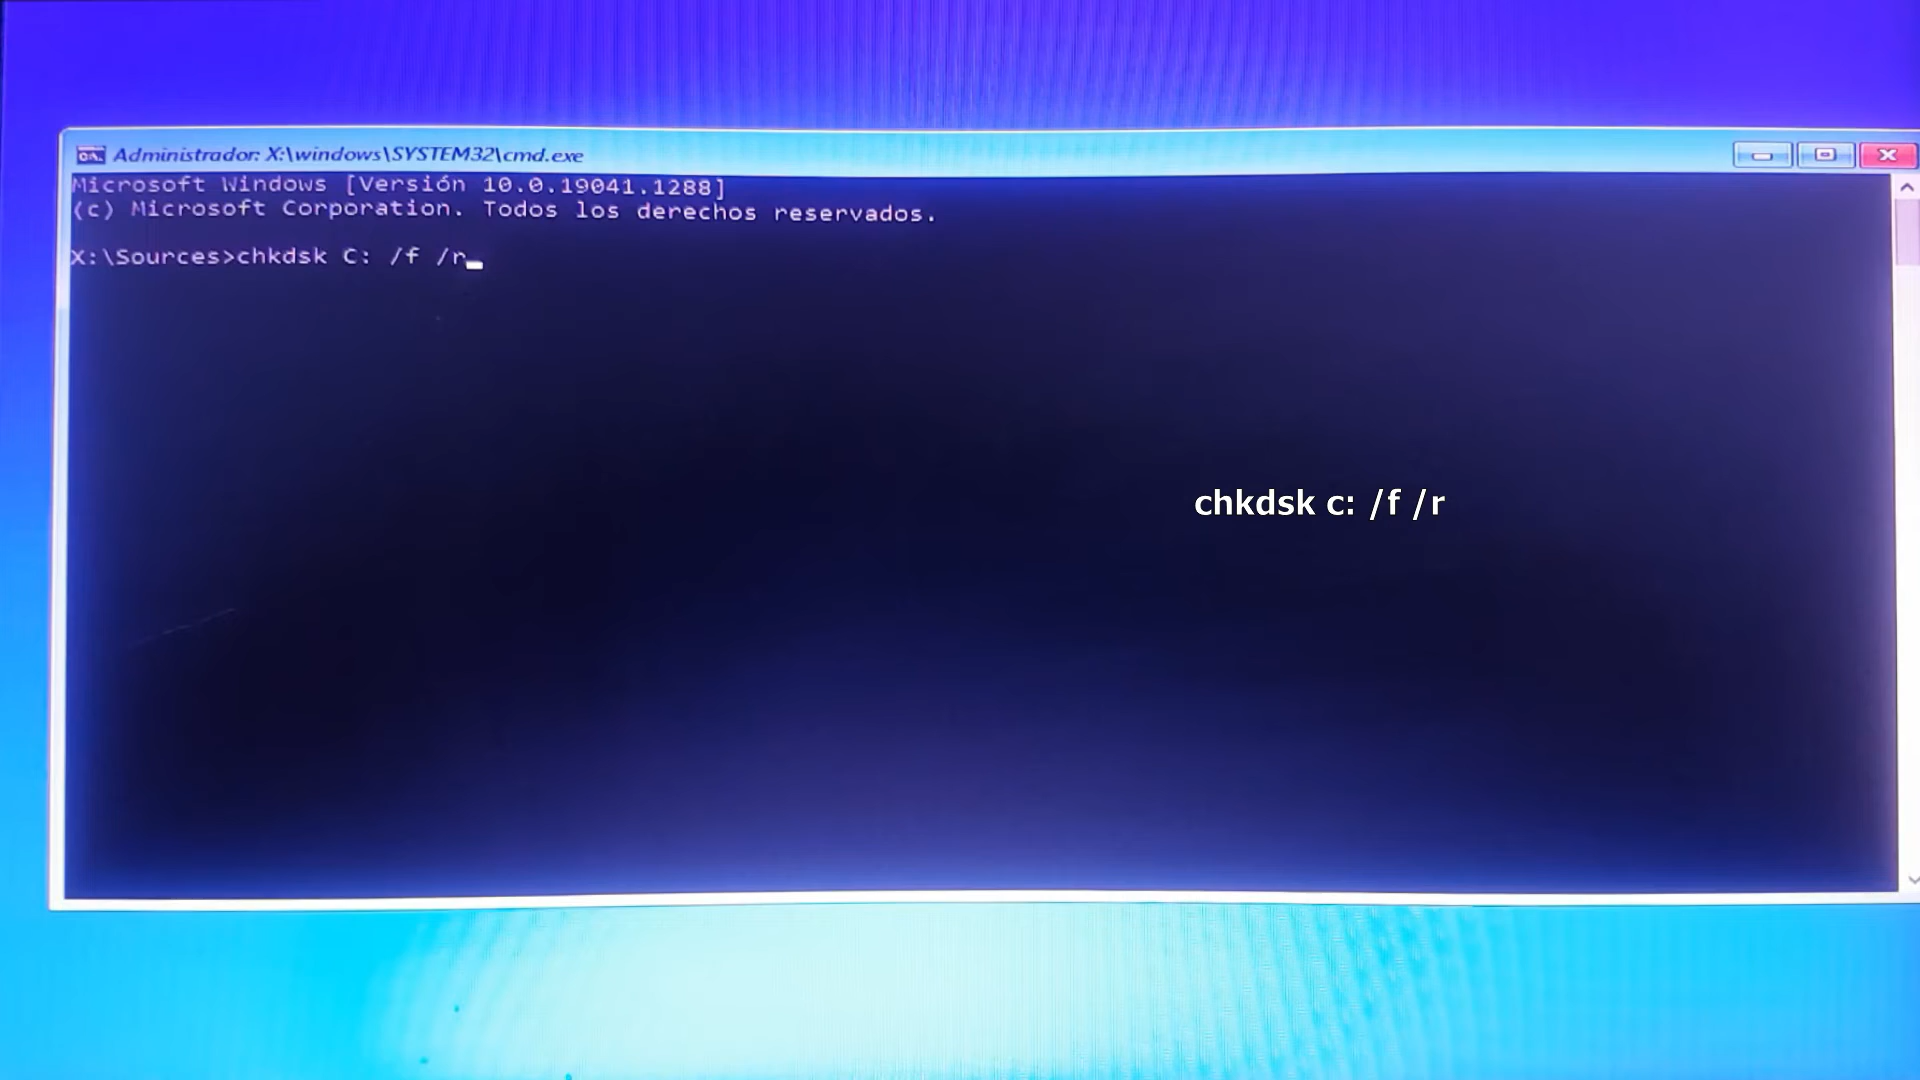 Administrador: X:\windows\SYSTEM32\cmd.exe
Microsoft Windows [Versión 10.0.19041.1288]
(c) Microsoft Corporation. Todos los derechos reservados.
X:\Sources>chkdsk C: /f /r
chkdsk c: /f /r